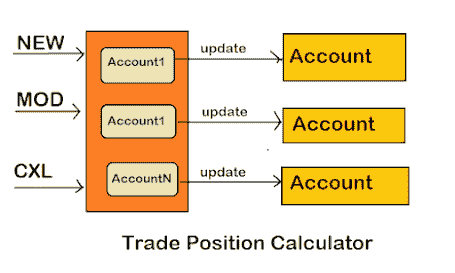 NEW
Account1
update
Account
MOD
Account1
update
Account
CXL
AccountN
update
Account
Trade Position Calculator